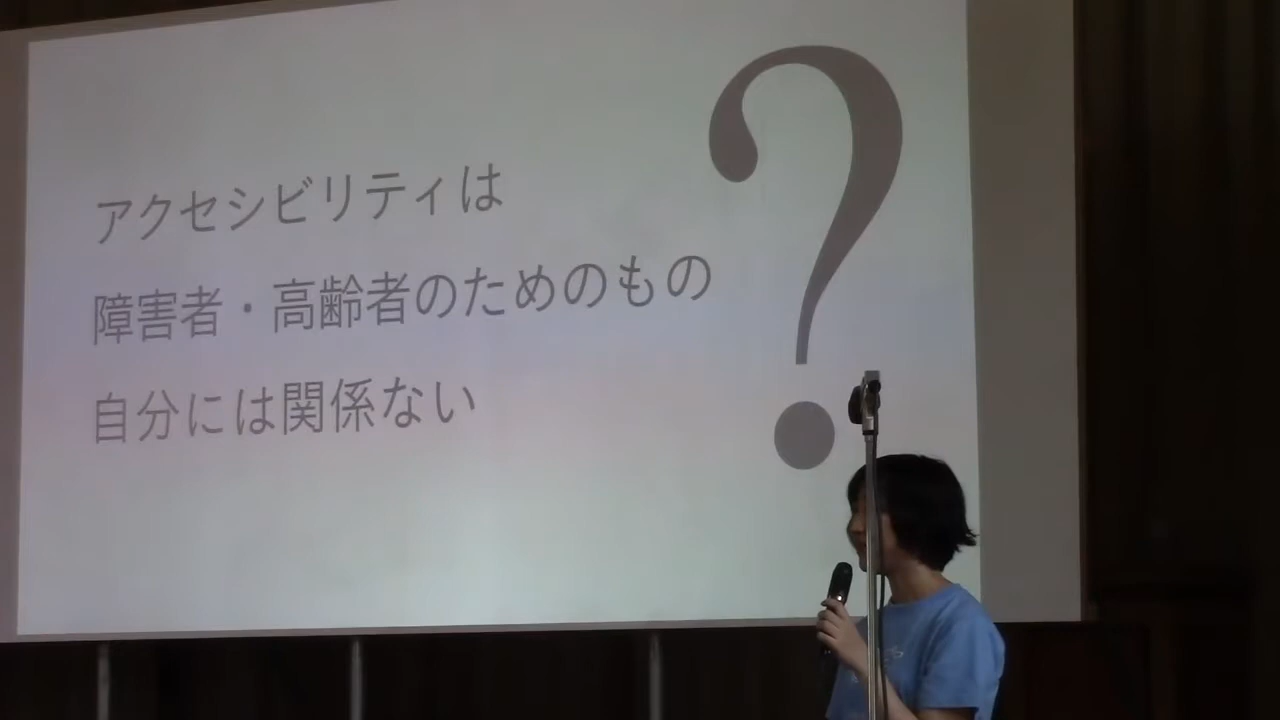 アクセシビリティは
障害者・高齢者のためのもの
自分には関係ない
?